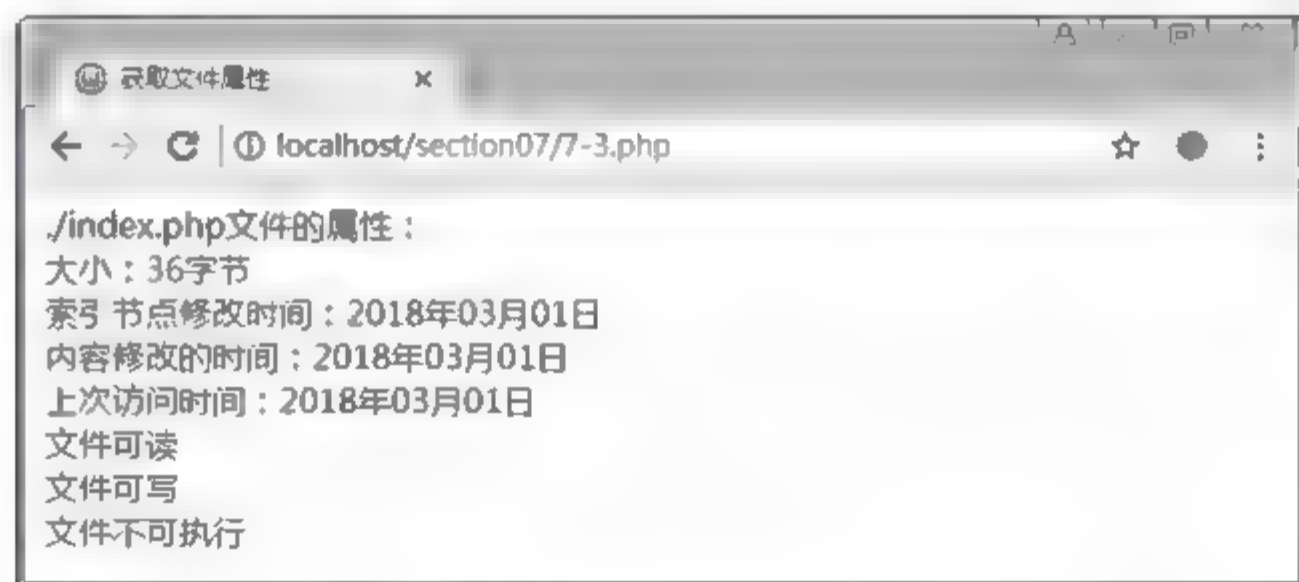 获取文件属性
localhost/section07/7-3.php
./index.php文件的属性：
大小：36字节
索引节点修改时间：2018年03月01日
内容修改的时间：2018年03月01日
上次访问时间：2018年03月01日
文件可读
文件可写
文件不可执行